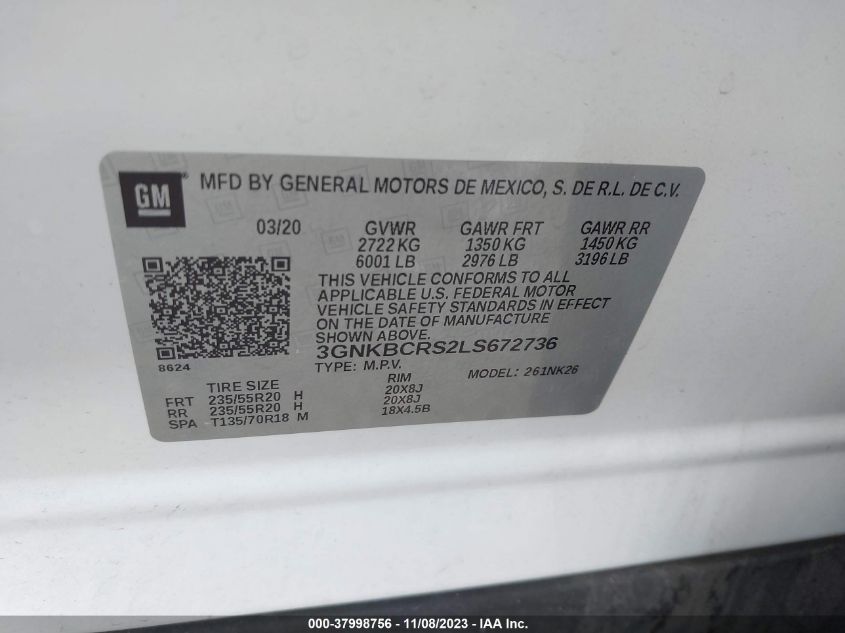 GM MFD BY GENERAL MOTORS DE MEXICO, S. DE R.L. DE C.V.
03/20 GVWR GAWR FRT GAWR RR
2722 KG 1350 KG 1450 KG
6001 LB 2976 LB 3196 LB
THIS VEHICLE CONFORMS TO ALL
APPLICABLE U.S. FEDERAL MOTOR
VEHICLE SAFETY STANDARDS IN EFFECT
ON THE DATE OF MANUFACTURE
SHOWN ABOVE.
3GNKBCRS2LS672736
8624
TYPE: M.P.V. MODEL: 261NK26
TIRE SIZE RIM
FRT 235/55R20 H 20X8J
RR 235/55R20 H 20X8J
SPA T135/70R18 M 18X4.5B
000-37998756 - 11/08/2023 - IAA Inc.